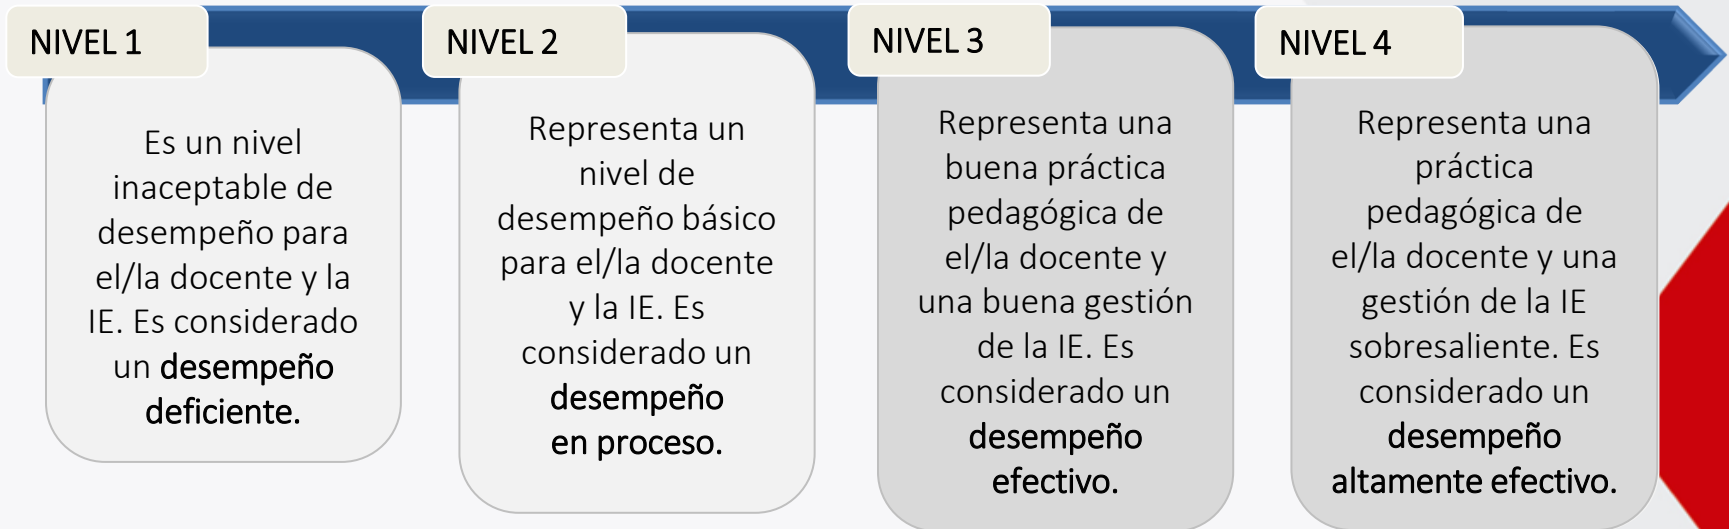 NIVEL 1
Es un nivel
inaceptable de
desempeño para
el/la docente y la
IE. Es considerado
un desempeño
deficiente.
NIVEL 2
Representa un
nivel de
desempeño básico
para el/la docente
y la IE. Es
considerado un
desempeño
en proceso.
NIVEL 3
Representa una
buena práctica
pedagógica de
el/la docente y
una buena gestión
de la IE. Es
considerado un
desempeño
efectivo.
NIVEL 4
Representa una
práctica
pedagógica de
el/la docente y una
gestión de la IE
sobresaliente. Es
considerado un
desempeño
altamente efectivo.